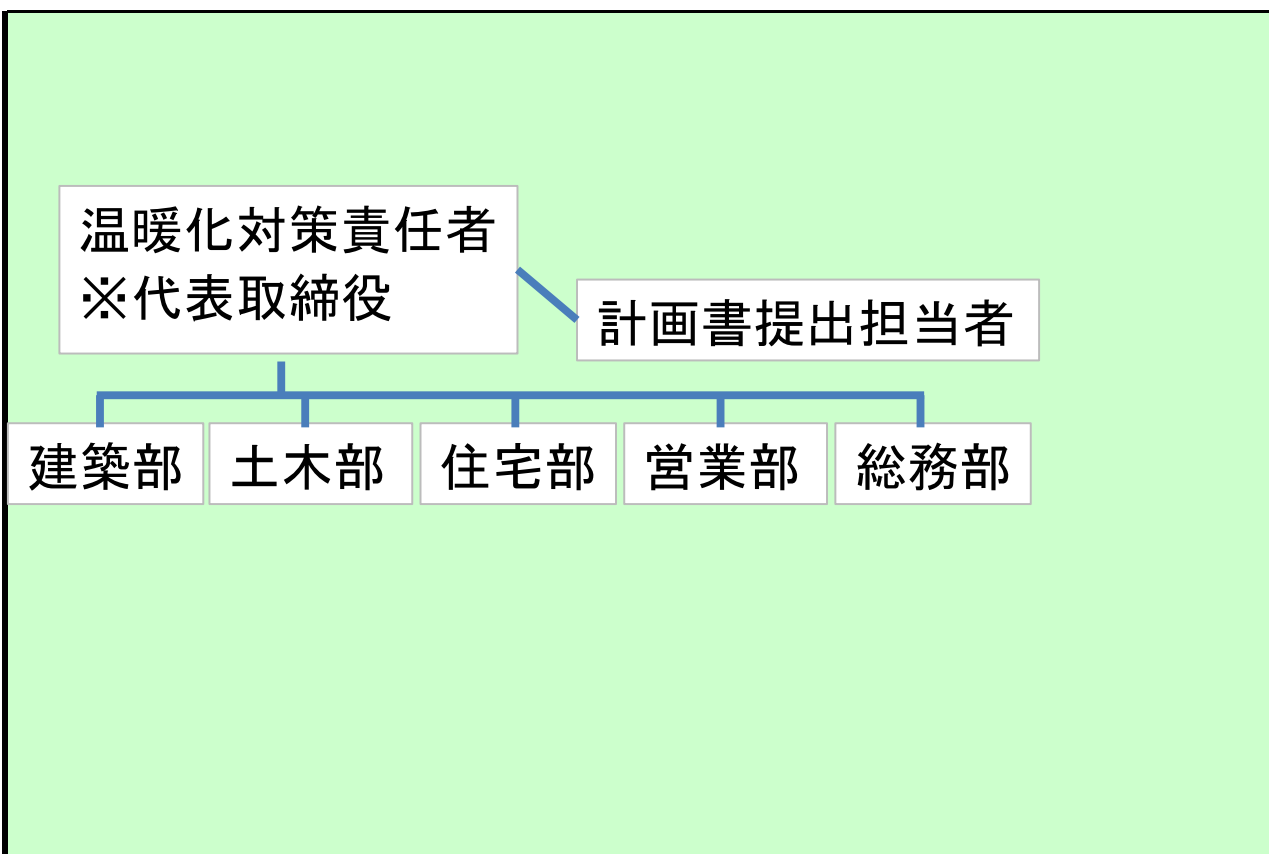 温暖化対策責任者
※代表取締役
計画書提出担当者
建築部
土木部
住宅部
営業部
総務部